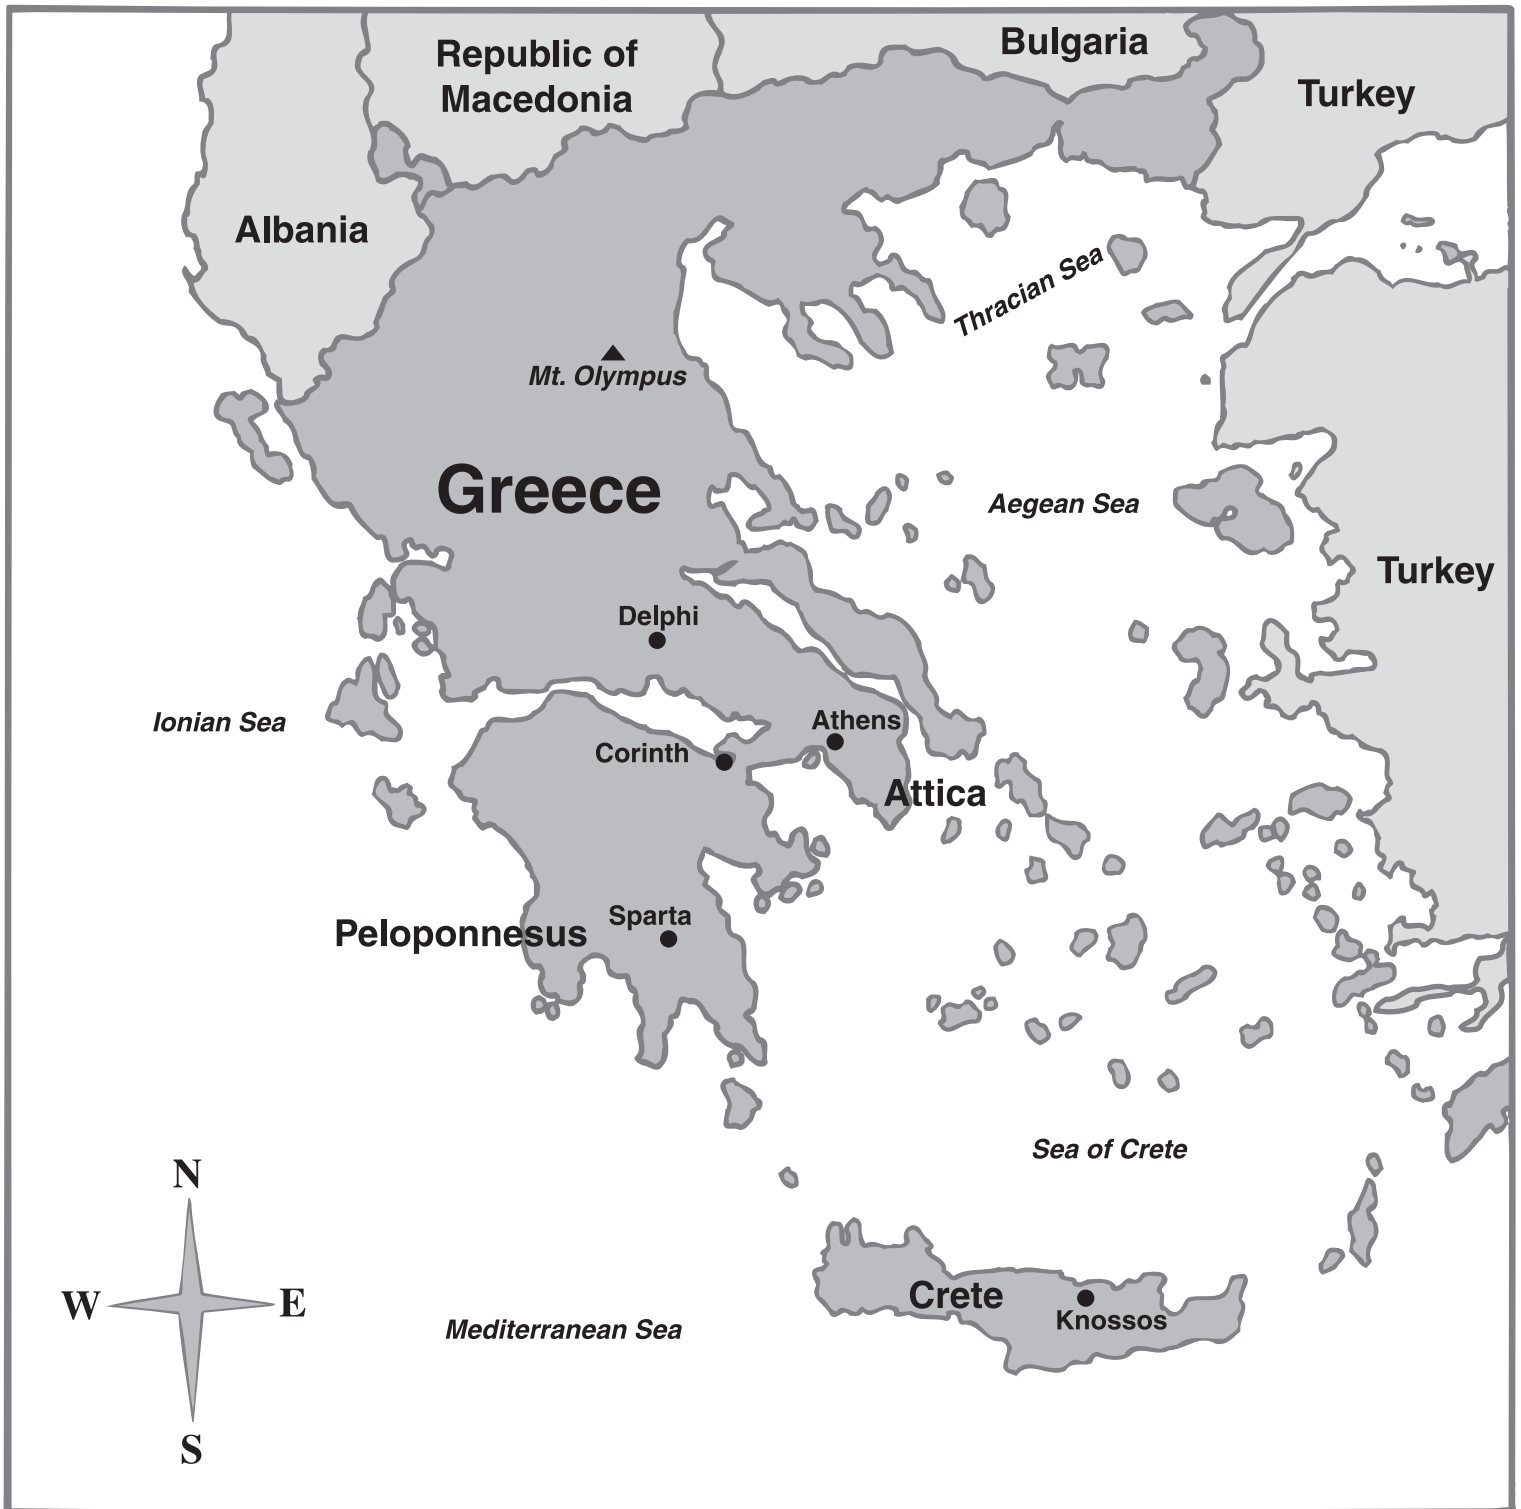 Republic of
Macedonia
Bulgaria
Turkey
Albania
Thracian Sea
Mt. Olympus
Greece
Aegean Sea
Turkey
Delphi
Ionian Sea
Athens
Corinth
Attica
Peloponnesus
Sparta
Sea of Crete
N
W
E
S
Crete
Knossos
Mediterranean Sea